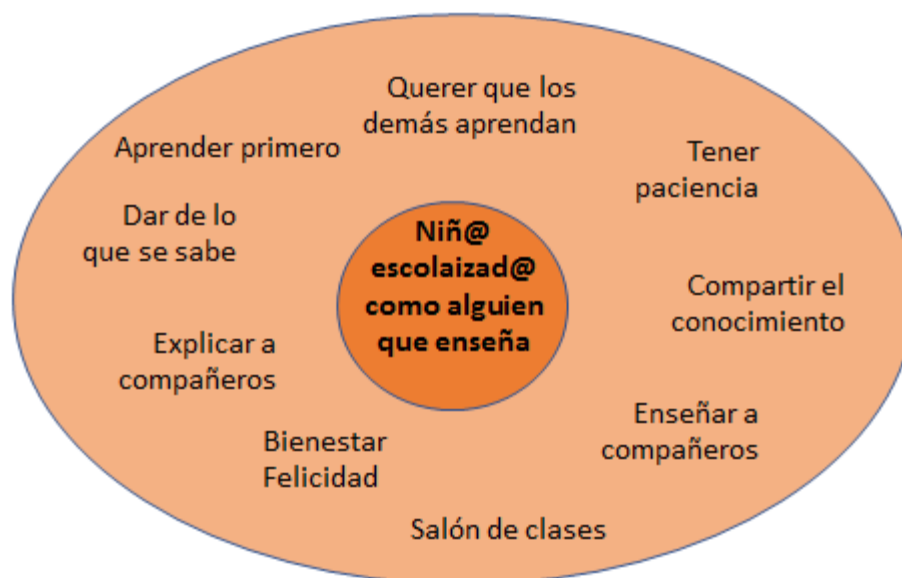 Querer que los
demás aprendan
Aprender primero
Tener
paciencia
Dar de lo
que se sabe
Niñ@
escolaizad@
como alguien
que enseña
Compartir el
conocimiento
Explicar a
compañeros
Enseñar a
compañeros
Bienestar
Felicidad
Salón de clases